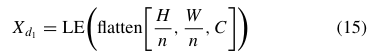 X_{d_1} = LE(flatten[H/n, W/n, C]) (15)